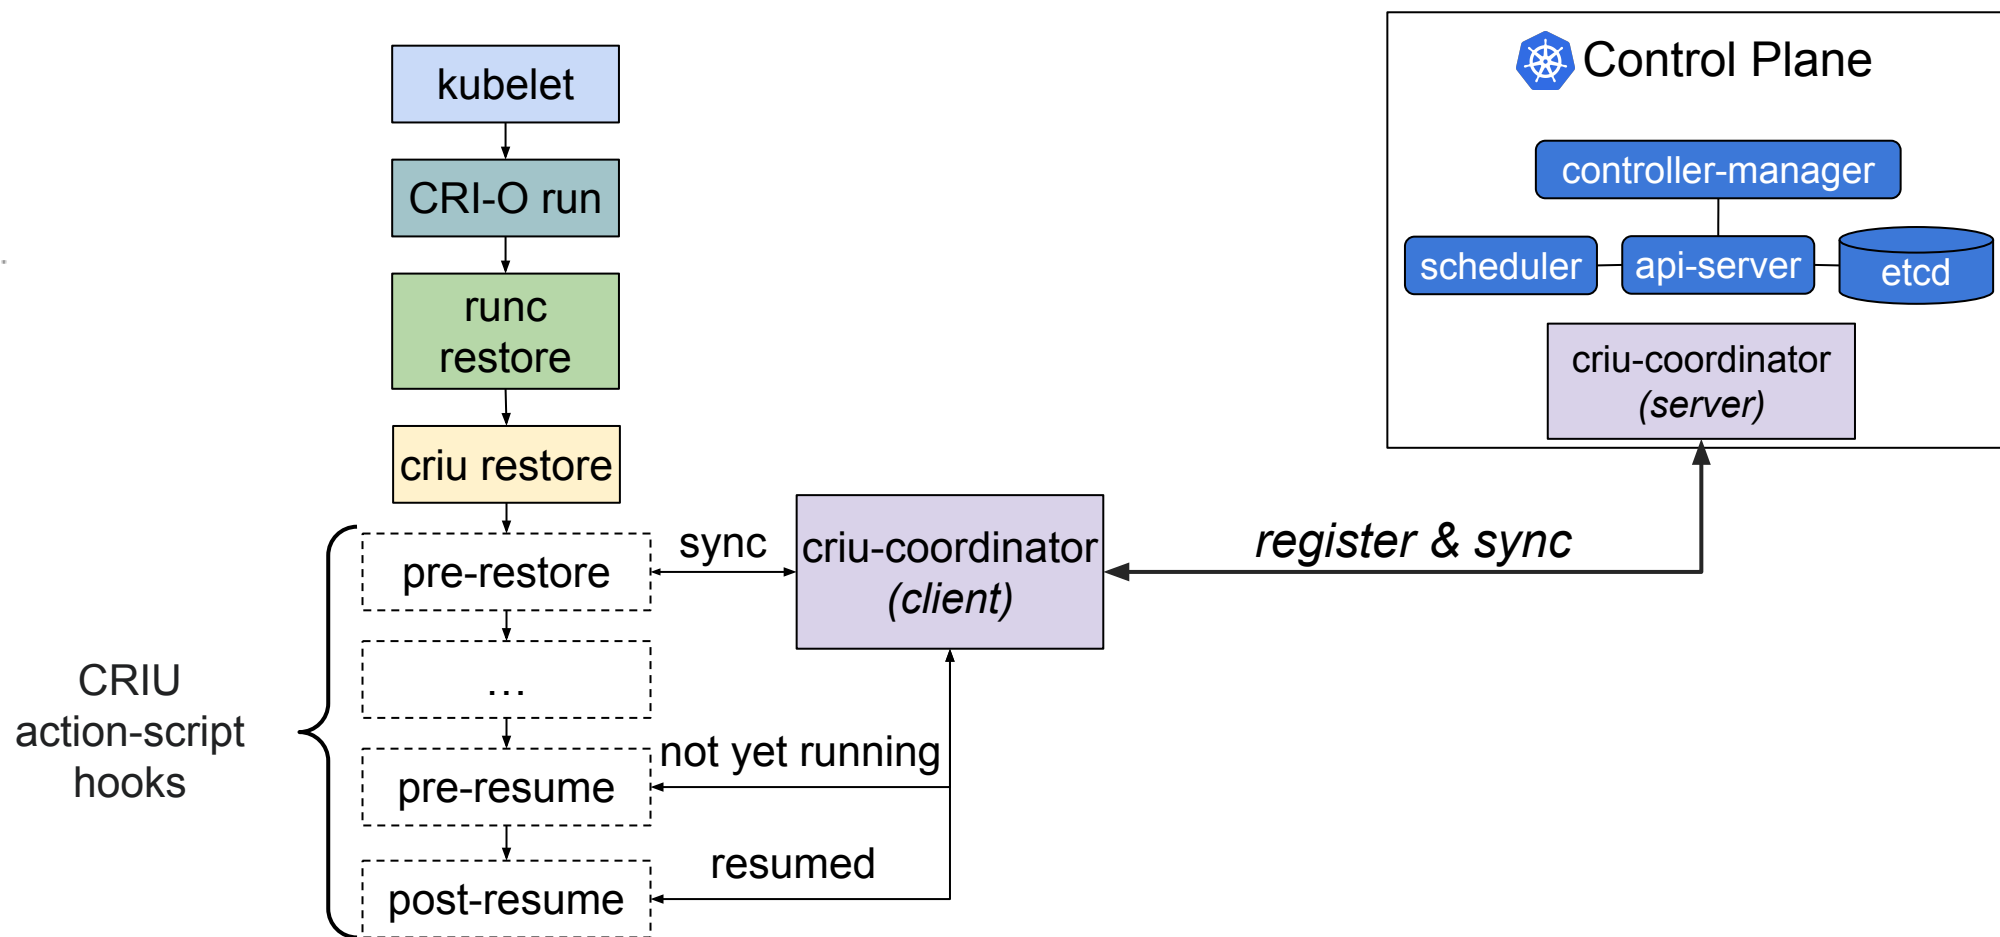 kubelet
CRI-O run
runc
restore
criu restore
pre-restore
...
pre-resume
post-resume
CRIU
action-script
hooks
sync
not yet running
resumed
criu-coordinator
(client)
register & sync
Control Plane
controller-manager
scheduler
api-server
etcd
criu-coordinator
(server)